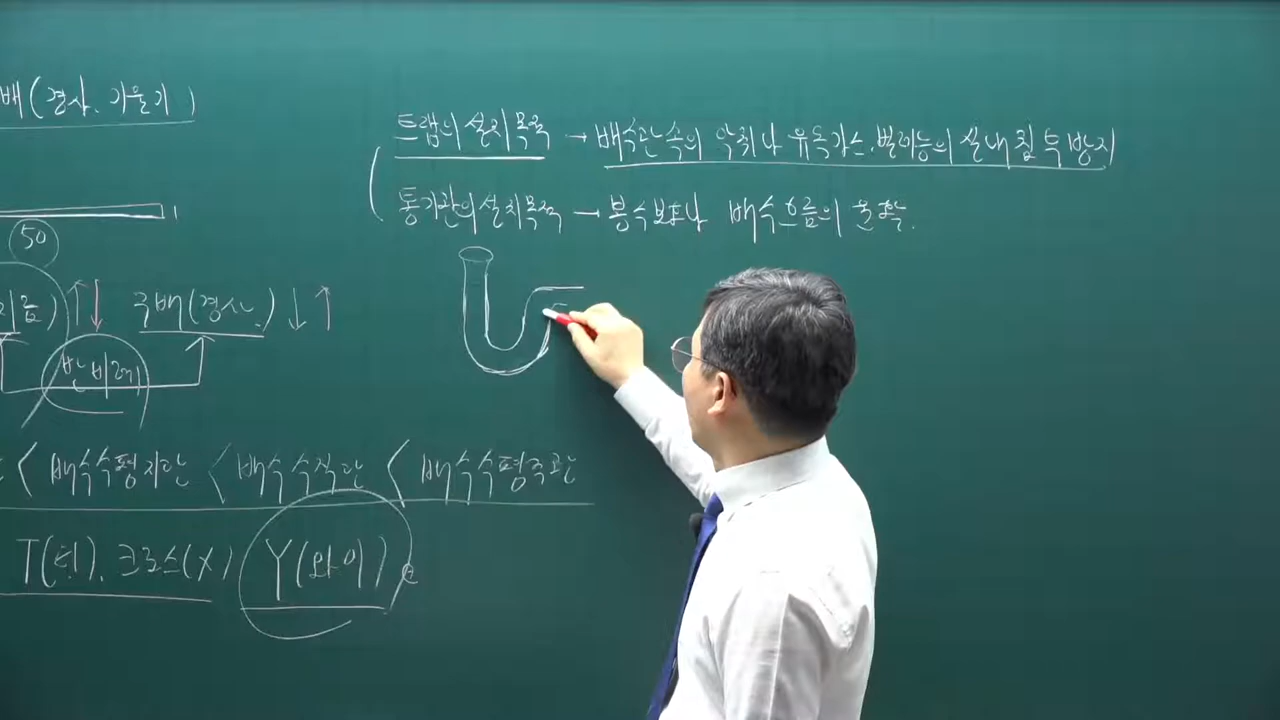 배(경사. 기울기)
트랩의 설치목적 → 배수관 속의 악취나 유독가스.벌레등의 실내 침투방지
통기관의 설치목적 → 봉수보호나 배수흐름의 원활.
50
↑↓ 구배(경사) ↓↑
반비례
< 배수수평지관 < 배수수직관 < 배수수평주관
T(티). 크로스(X) Y(와이)